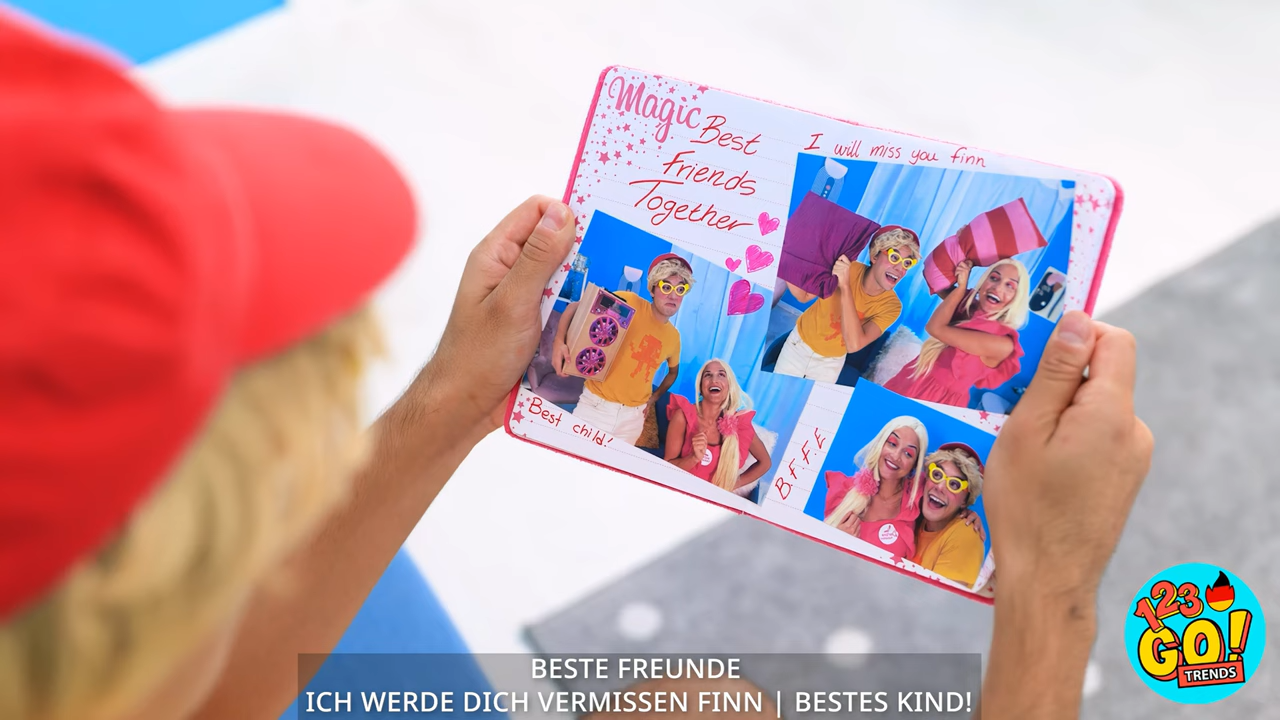 Magic
Best
Friends
Together
I will miss you finn
Best child!
B.F.F.E
BESTE FREUNDE
ICH WERDE DICH VERMISSEN FINN | BESTES KIND!
123
GO!
TRENDS